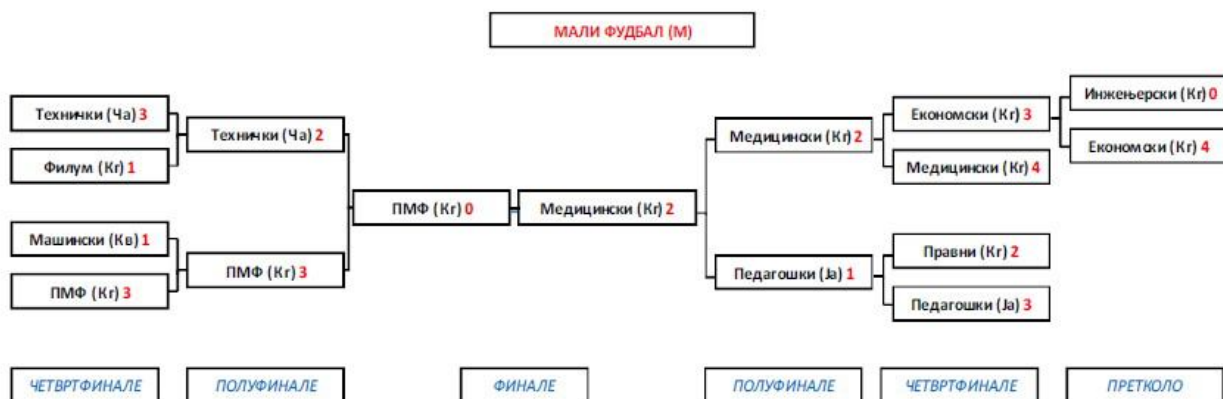 МАЛИ ФУДБАЛ (М)
Технички (Ча) 3
Филум (Кг) 1
Машински (Кв) 1
ПМФ (Кг) 3
Технички (Ча) 2
ПМФ (Кг) 3
ПМФ (Кг) 0
Медицински (Кг) 2
Медицински (Кг) 2
Педагошки (Ја) 1
Економски (Кг) 3
Медицински (Кг) 4
Правни (Кг) 2
Педагошки (Ја) 3
Инжењерски (Кг) 0
Економски (Кг) 4
ЧЕТВРТФИНАЛЕ
ПОЛУФИНАЛЕ
ФИНАЛЕ
ПОЛУФИНАЛЕ
ЧЕТВРТФИНАЛЕ
ПРЕТКОЛО